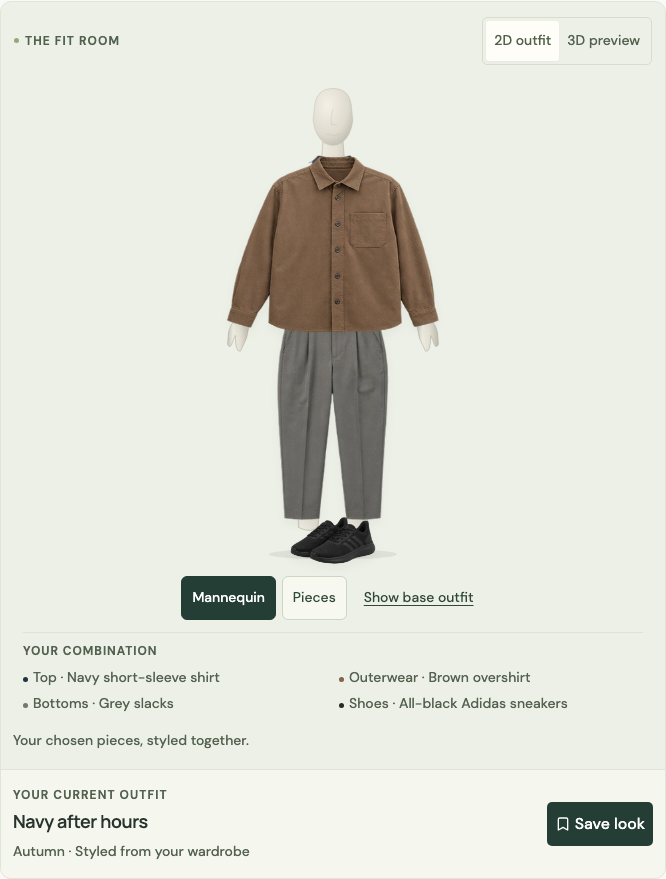 THE FIT ROOM
2D outfit
3D preview
Mannequin
Pieces
Show base outfit
YOUR COMBINATION
Top · Navy short-sleeve shirt
Outerwear · Brown overshirt
Bottoms · Grey slacks
Shoes · All-black Adidas sneakers
Your chosen pieces, styled together.
YOUR CURRENT OUTFIT
Navy after hours
Autumn · Styled from your wardrobe
Save look